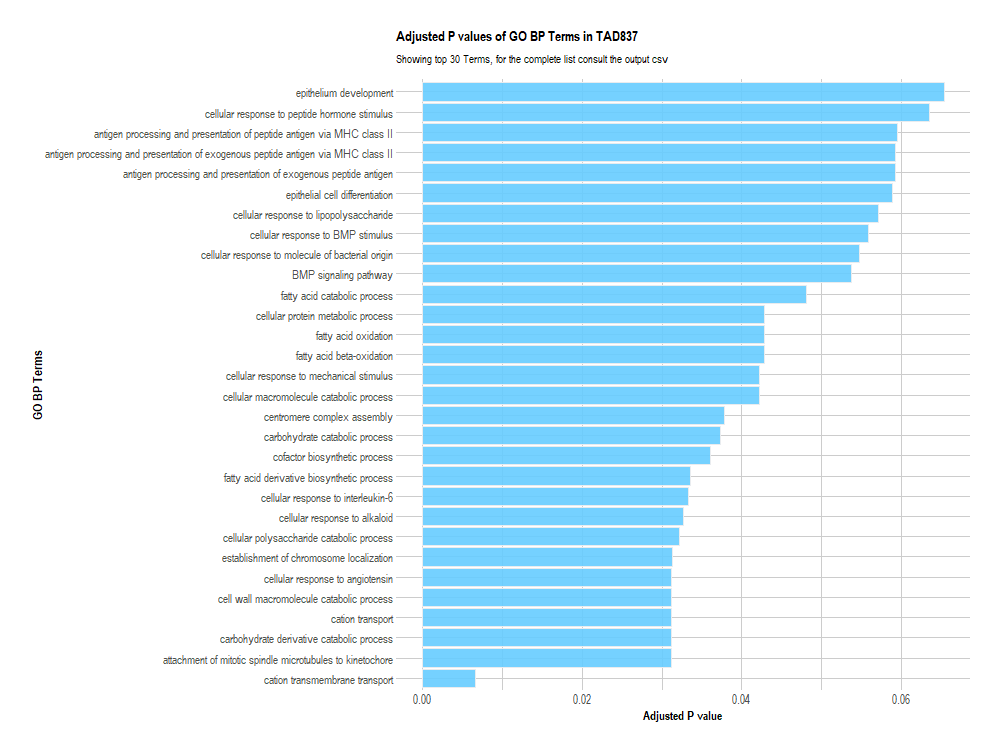 Adjusted P values of GO BP Terms in TAD837
Showing top 30 Terms, for the complete list consult the output csv
epithelium development
cellular response to peptide hormone stimulus
antigen processing and presentation of peptide antigen via MHC class II
antigen processing and presentation of exogenous peptide antigen via MHC class II
antigen processing and presentation of exogenous peptide antigen
epithelial cell differentiation
cellular response to lipopolysaccharide
cellular response to BMP stimulus
cellular response to molecule of bacterial origin
BMP signaling pathway
fatty acid catabolic process
cellular protein metabolic process
fatty acid oxidation
fatty acid beta-oxidation
cellular response to mechanical stimulus
cellular macromolecule catabolic process
centromere complex assembly
carbohydrate catabolic process
cofactor biosynthetic process
fatty acid derivative biosynthetic process
cellular response to interleukin-6
cellular response to alkaloid
cellular polysaccharide catabolic process
establishment of chromosome localization
cellular response to angiotensin
cell wall macromolecule catabolic process
cation transport
carbohydrate derivative catabolic process
attachment of mitotic spindle microtubules to kinetochore
cation transmembrane transport
GO BP Terms
0.00 0.02 0.04 0.06
Adjusted P value